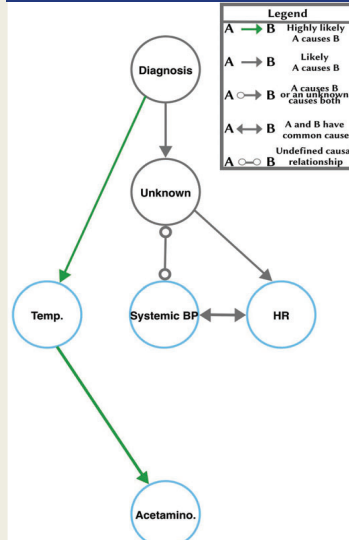 Legend
A B Highly likely
A causes B
A B Likely
A causes B
A causes B
A B or an unknown
causes both
A B A and B have
common cause
Undefined causal
A B relationship
Diagnosis
Unknown
Temp.
Systemic BP
HR
Acetamino.